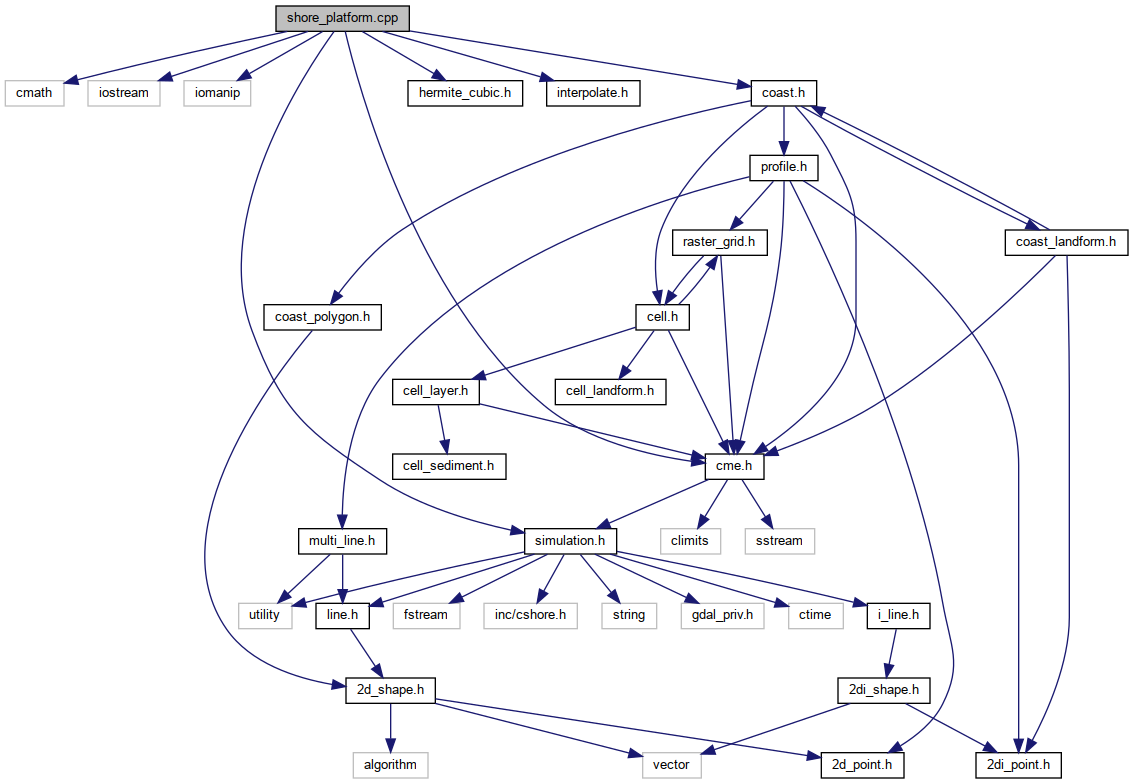 shore_platform.cpp
cmath
iostream
iomanip
hermite_cubic.h
interpolate.h
coast.h
profile.h
raster_grid.h
coast_landform.h
coast_polygon.h
cell.h
cell_layer.h
cell_landform.h
cell_sediment.h
cme.h
multi_line.h
simulation.h
climits
sstream
utility
line.h
fstream
inc/cshore.h
string
gdal_priv.h
ctime
i_line.h
2d_shape.h
2di_shape.h
algorithm
vector
2d_point.h
2di_point.h